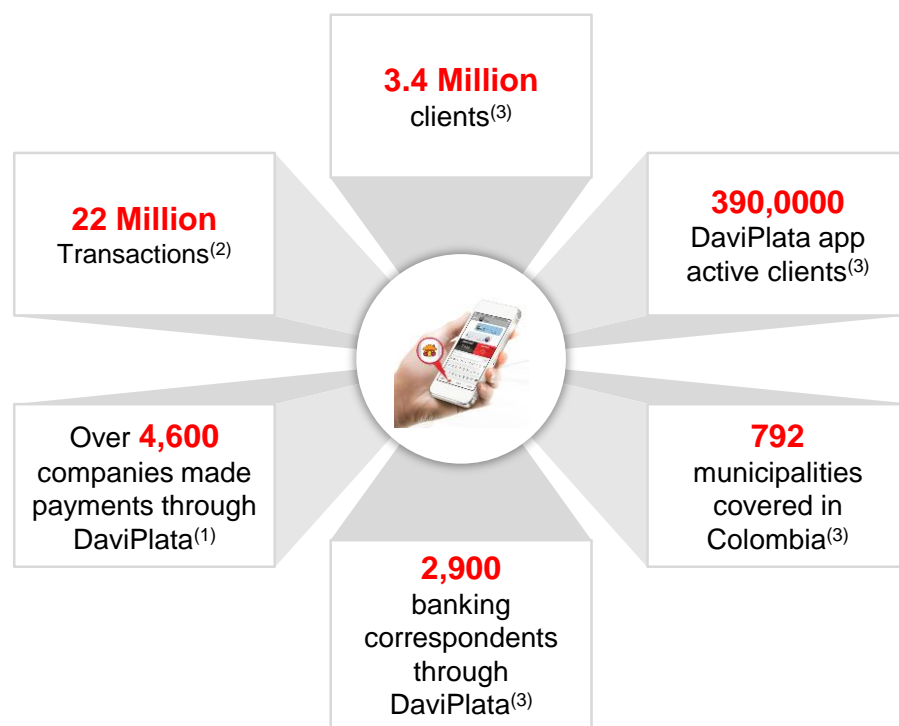 3.4 Million
clients(3)
22 Million
Transactions(2)
390,0000
DaviPlata app
active clients(3)
Over 4,600
companies made
payments through
DaviPlata(1)
792
municipalities
covered in
Colombia(3)
2,900
banking
correspondents
through
DaviPlata(3)